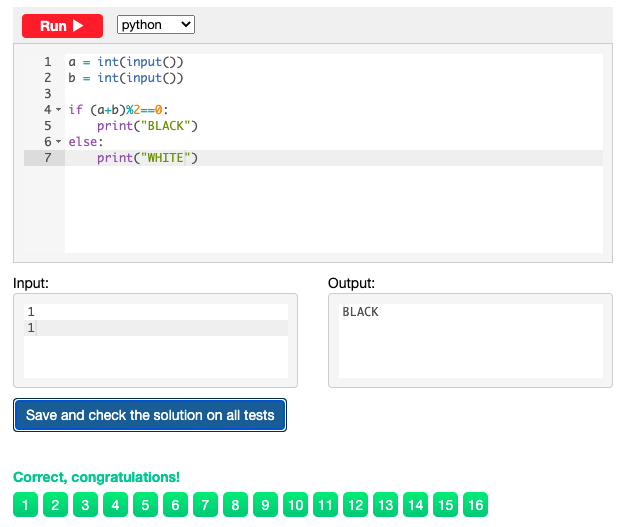 Run ▶ python
1 a = int(input())
2 b = int(input())
3
4 if (a+b)%2==0:
5     print("BLACK")
6 else:
7     print("WHITE")
Input: Output:
1 BLACK
1
Save and check the solution on all tests
Correct, congratulations!
1 2 3 4 5 6 7 8 9 10 11 12 13 14 15 16